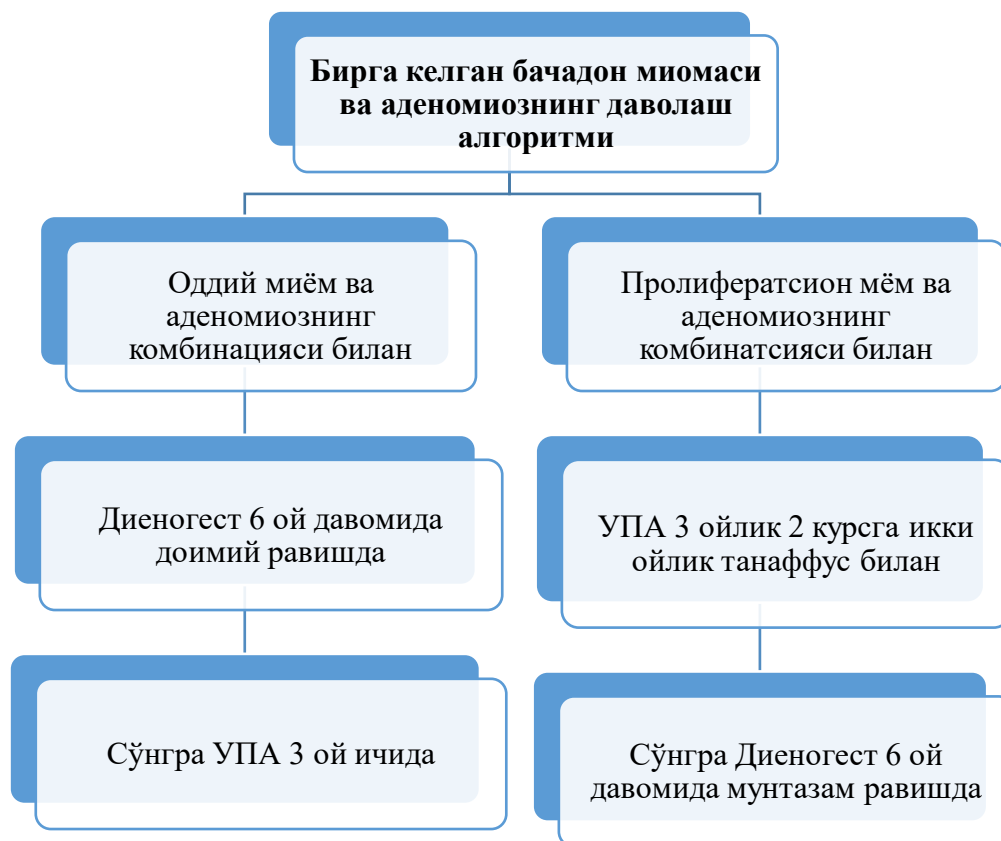 Бирга келган бачадон миомаси
ва аденомиознинг даволаш
алгоритми
Оддий миём ва
аденомиознинг
комбинацияси билан
Пролифератсион мём ва
аденомиознинг
комбинатсияси билан
Диеногест 6 ой давомида
доимий равишда
УПА 3 ойлик 2 курсга икки
ойлик танаффус билан
Сўнгра УПА 3 ой ичида
Сўнгра Диеногест 6 ой
давомида мунтазам равишда